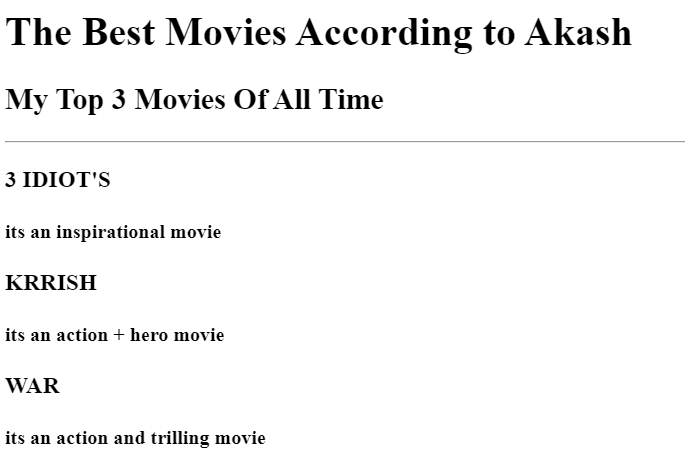 The Best Movies According to Akash
My Top 3 Movies Of All Time
3 IDIOT'S
its an inspirational movie
KRRISH
its an action + hero movie
WAR
its an action and trilling movie